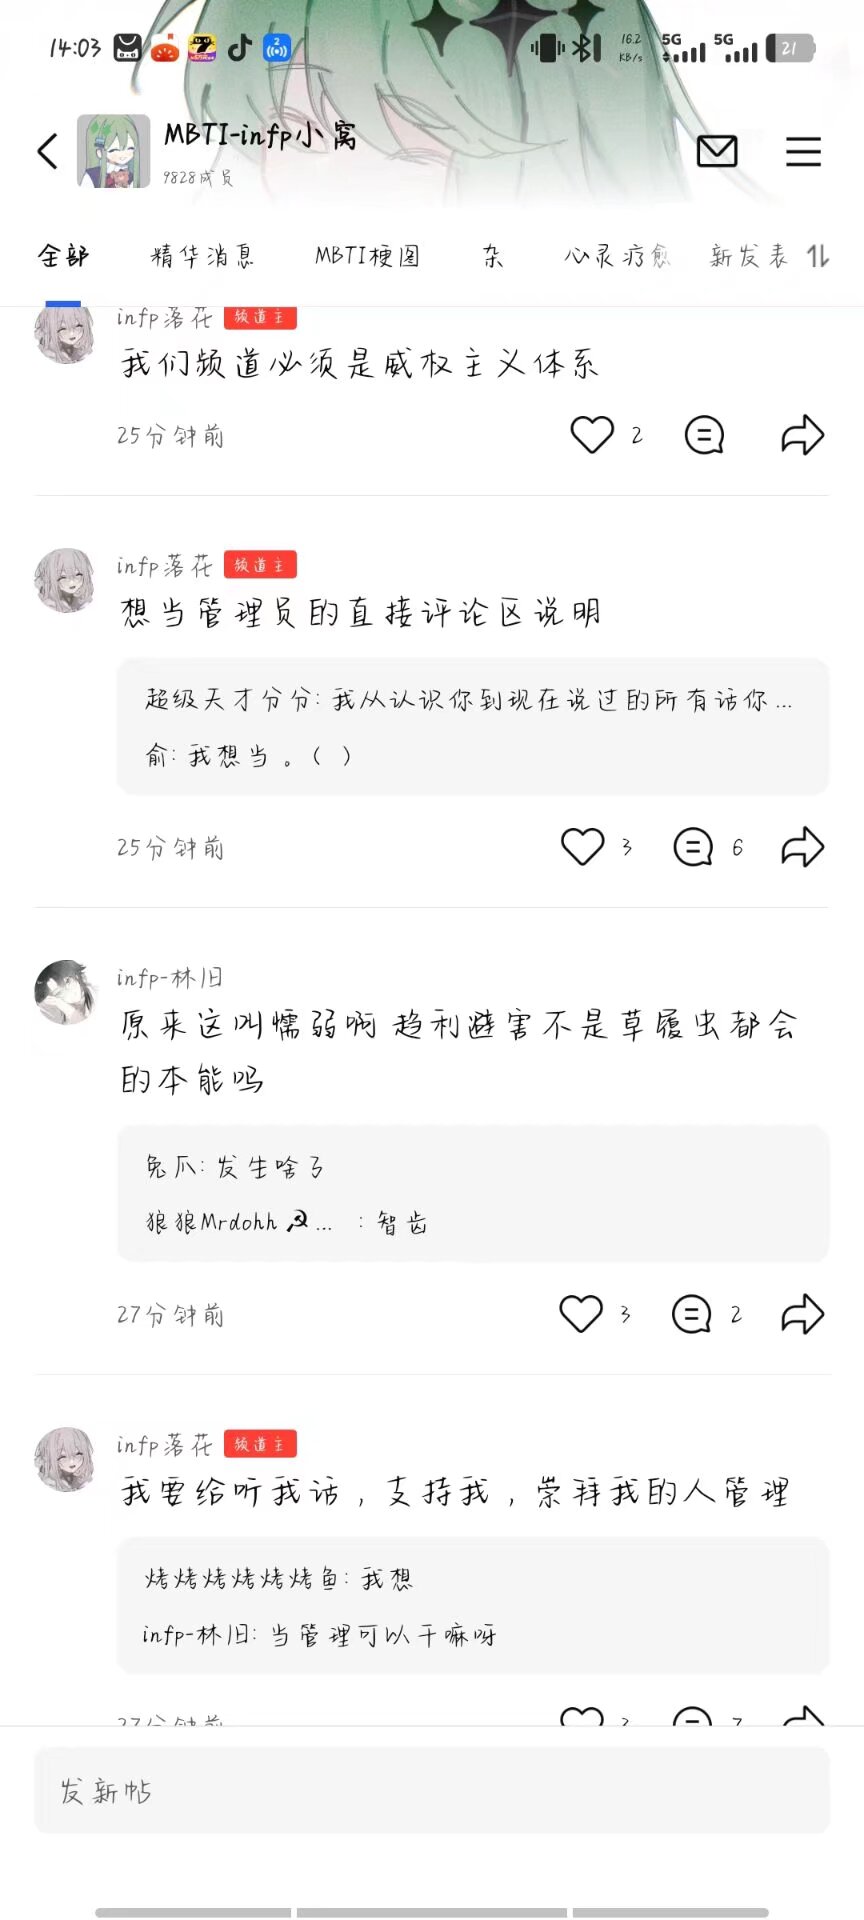 14:03
16.2
KB/s
5G
5G
21
MBTI-infp小窝
9828成员
全部 精华消息 MBTI梗图 杂 心灵疗愈 新发表
infp落花 频道主
我们频道必须是威权主义体系
25分钟前 2
infp落花 频道主
想当管理员的直接评论区说明
超级天才分分: 我从认识你到现在说过的所有话你...
俞: 我想当。( )
25分钟前 3 6
infp-林旧
原来这叫懦弱啊 趋利避害不是草履虫都会
的本能吗
兔爪: 发生啥了
狼狼Mrdohh☭... : 智齿
27分钟前 3 2
infp落花 频道主
我要给听我话，支持我，崇拜我的人管理
烤烤烤烤烤烤鱼: 我想
infp-林旧: 当管理可以干嘛呀
27分钟前
发新帖